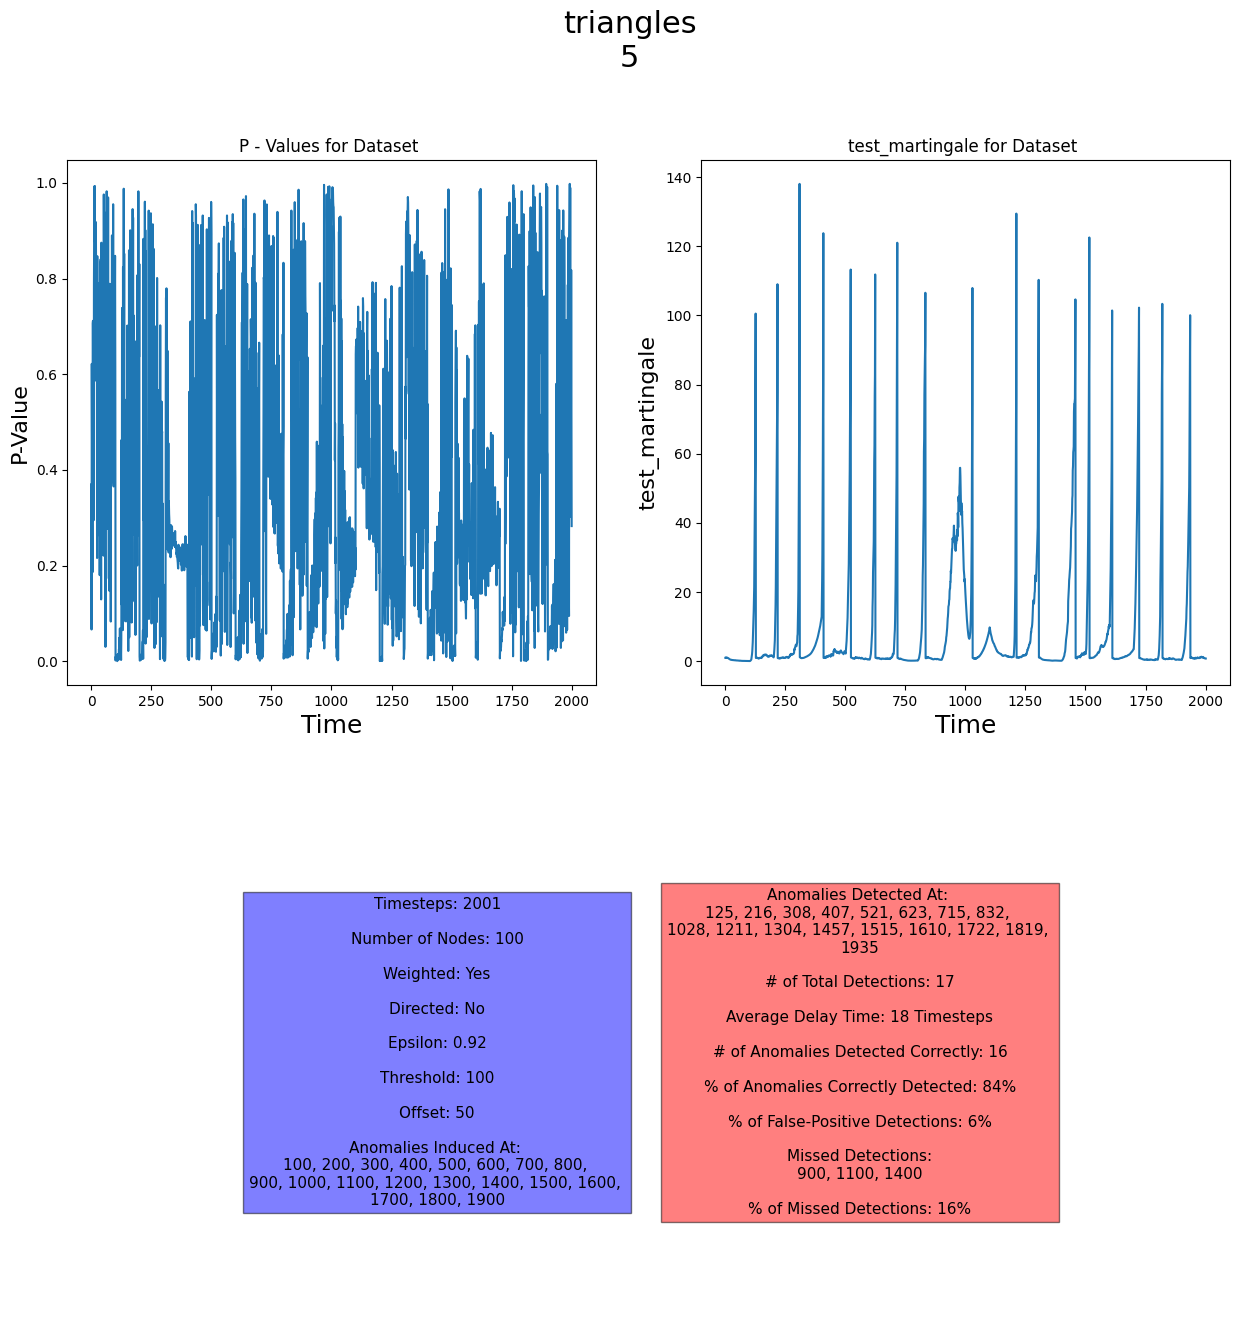 triangles
5
P - Values for Dataset
1.0
0.8
0.6
0.4
0.2
0.0
P-Value
0 250 500 750 1000 1250 1500 1750 2000
Time
test_martingale for Dataset
140
120
100
80
60
40
20
0
test_martingale
0 250 500 750 1000 1250 1500 1750 2000
Time
Timesteps: 2001
Number of Nodes: 100
Weighted: Yes
Directed: No
Epsilon: 0.92
Threshold: 100
Offset: 50
Anomalies Induced At:
100, 200, 300, 400, 500, 600, 700, 800,
900, 1000, 1100, 1200, 1300, 1400, 1500, 1600,
1700, 1800, 1900
Anomalies Detected At:
125, 216, 308, 407, 521, 623, 715, 832,
1028, 1211, 1304, 1457, 1515, 1610, 1722, 1819,
1935
# of Total Detections: 17
Average Delay Time: 18 Timesteps
# of Anomalies Detected Correctly: 16
% of Anomalies Correctly Detected: 84%
% of False-Positive Detections: 6%
Missed Detections:
900, 1100, 1400
% of Missed Detections: 16%